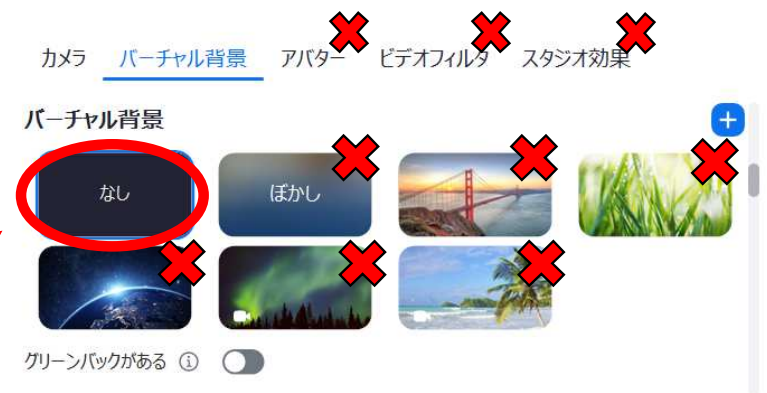 カメラ バーチャル背景 アバター ビデオフィルタ スタジオ効果
バーチャル背景
なし ぼかし
グリーンバックがある